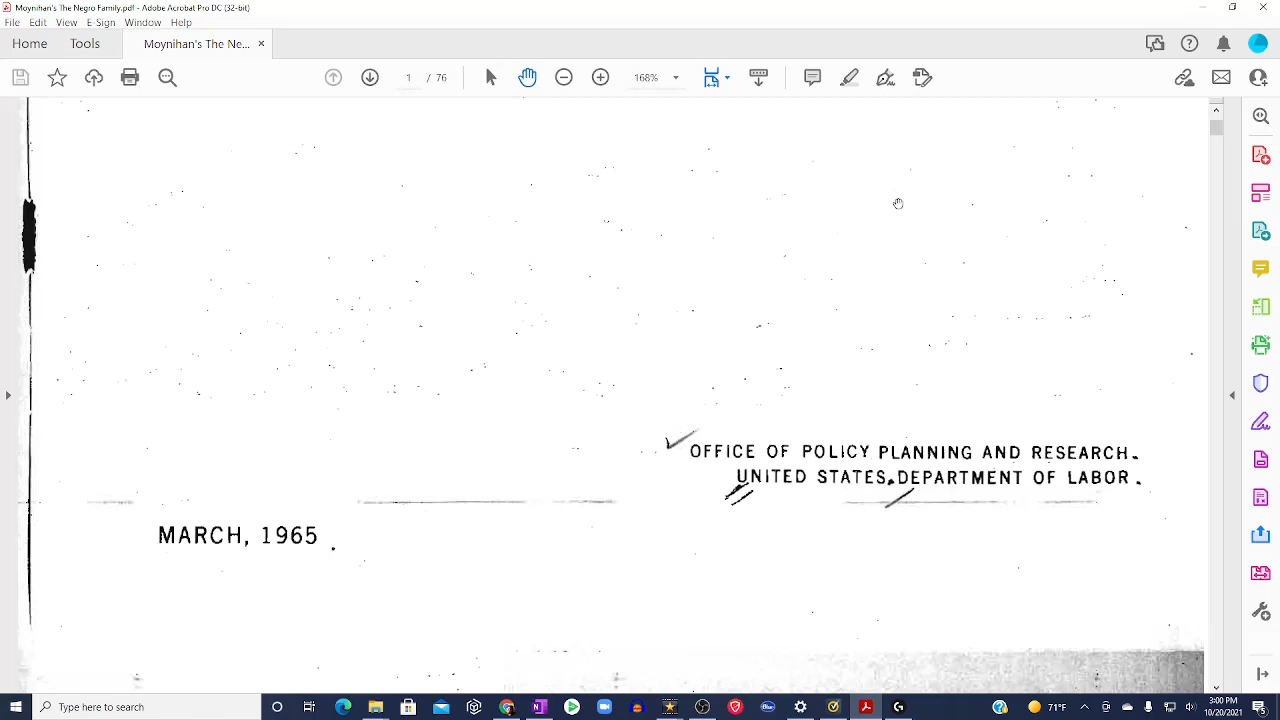 Moynihan's The Negro Family.pdf - Adobe Acrobat Pro DC (32-bit)
File Edit View E-Sign Window Help
Home Tools Moynihan's The Ne... ×
1 / 76 168%
OFFICE OF POLICY PLANNING AND RESEARCH.
UNITED STATES DEPARTMENT OF LABOR.
MARCH, 1965
Type here to search
71°F
3:00 PM
10/20/2021